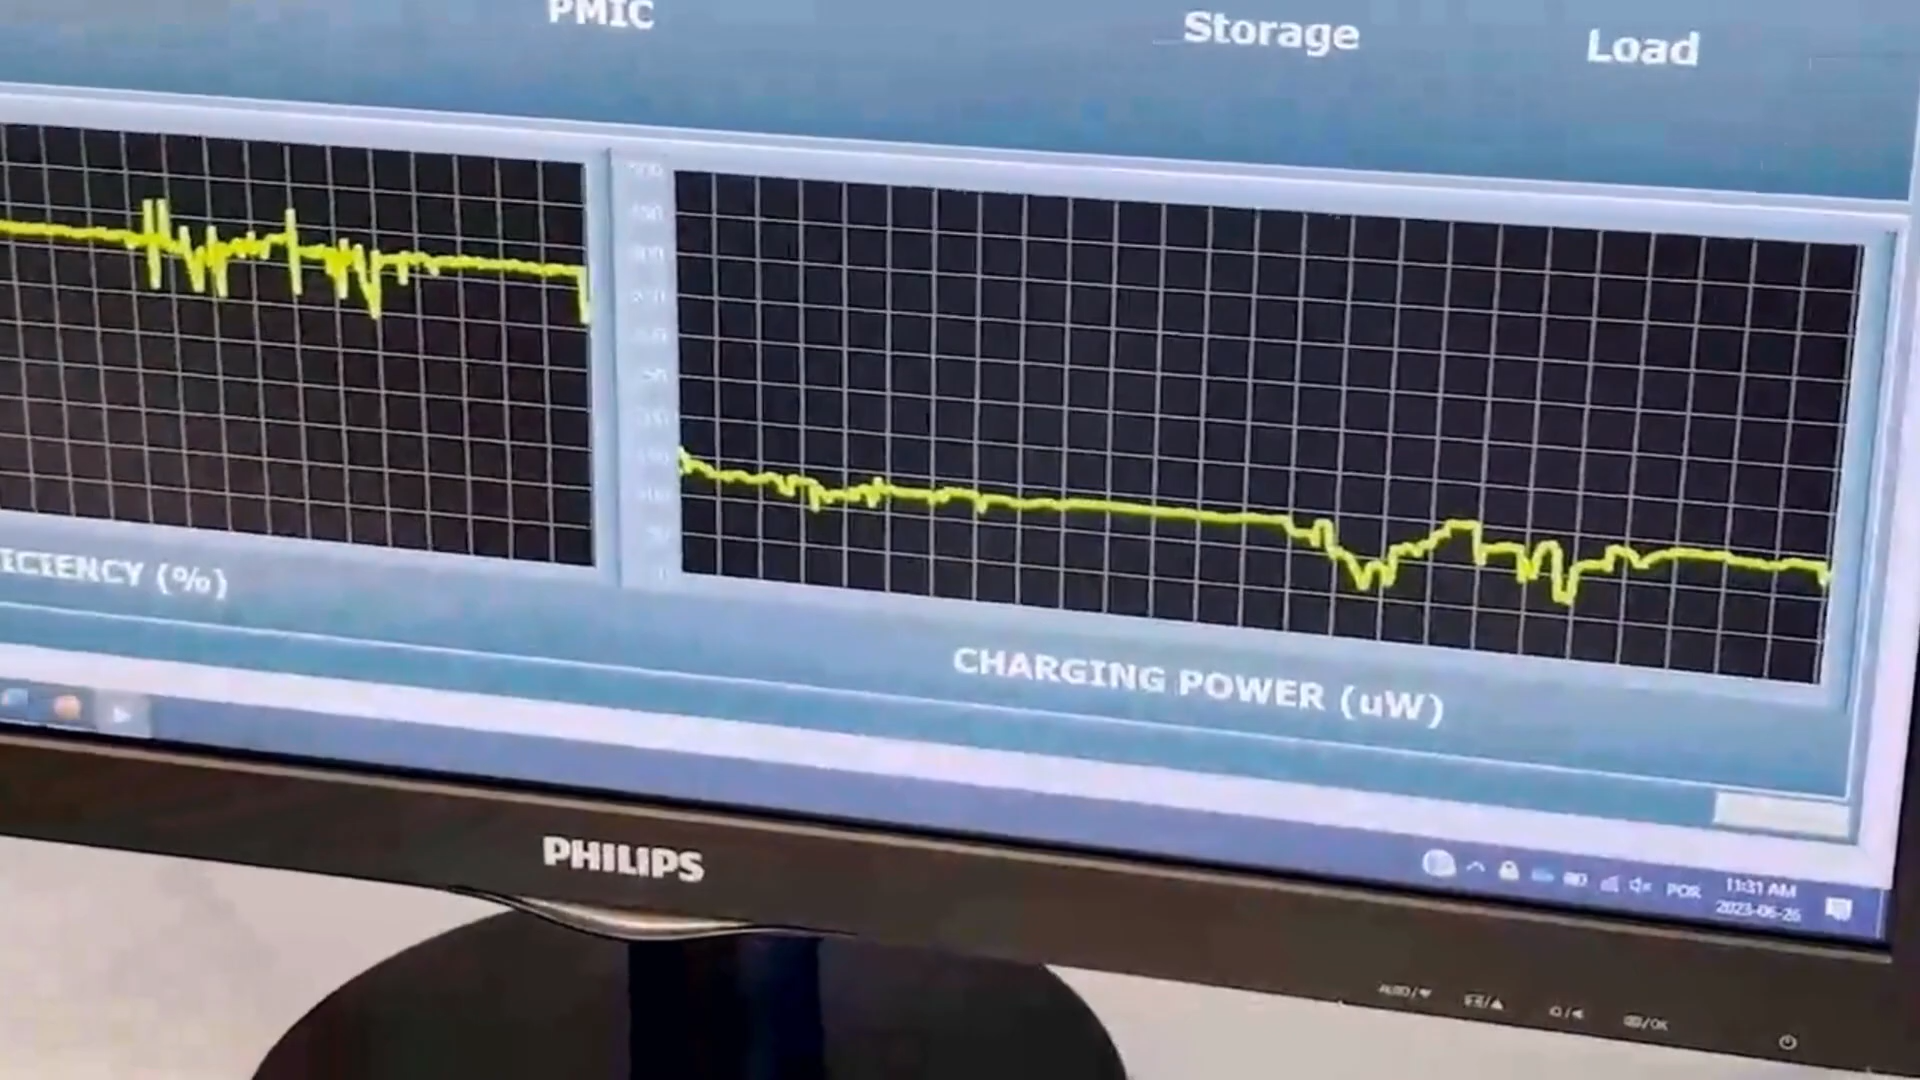 PMIC
Storage
Load
ICIENCY (%)
CHARGING POWER (uW)
PHILIPS
POR
11:31 AM
2023-06-26